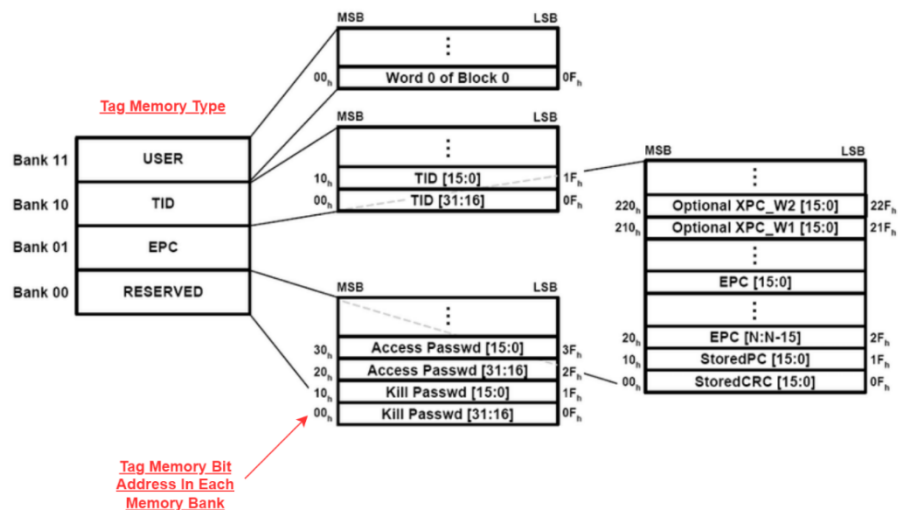 MSB LSB
⋮
00h Word 0 of Block 0 0Fh
Tag Memory Type
MSB LSB
⋮
10h TID [15:0] 1Fh
00h TID [31:16] 0Fh
Bank 11 USER
Bank 10 TID
Bank 01 EPC
Bank 00 RESERVED
MSB LSB
⋮
220h Optional XPC_W2 [15:0] 22Fh
210h Optional XPC_W1 [15:0] 21Fh
⋮
EPC [15:0]
⋮
20h EPC [N:N-15] 2Fh
10h StoredPC [15:0] 1Fh
00h StoredCRC [15:0] 0Fh
MSB LSB
⋮
30h Access Passwd [15:0] 3Fh
20h Access Passwd [31:16] 2Fh
10h Kill Passwd [15:0] 1Fh
00h Kill Passwd [31:16] 0Fh
Tag Memory Bit
Address In Each
Memory Bank